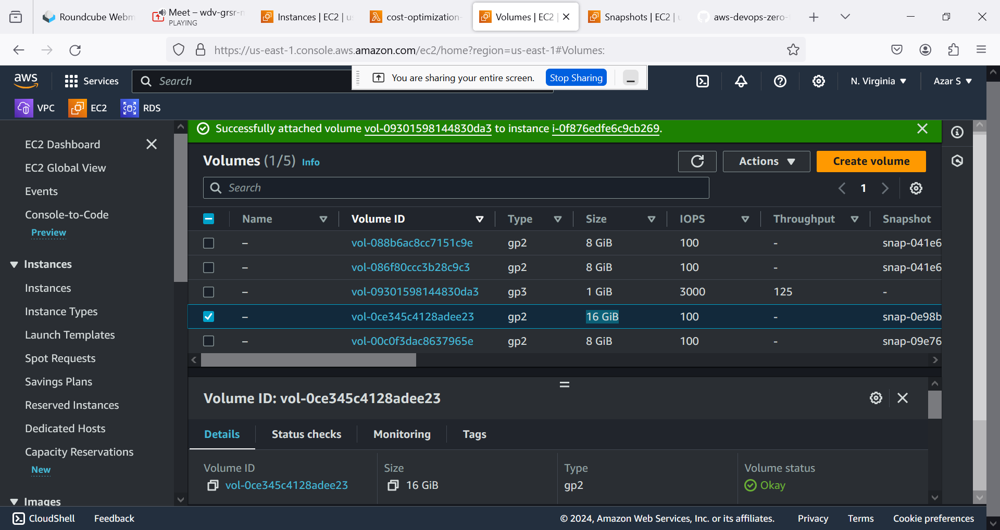 Roundcube Webm
Meet – wdv-grsr-m
PLAYING
Instances | EC2 | us
cost-optimization-
Volumes | EC2 |
Snapshots | EC2 | u
aws-devops-zero-t
https://us-east-1.console.aws.amazon.com/ec2/home?region=us-east-1#Volumes:
aws
Services
Search
You are sharing your entire screen.
Stop Sharing
N. Virginia
Azar S
VPC
EC2
RDS
EC2 Dashboard
EC2 Global View
Events
Console-to-Code
Preview
Instances
Instances
Instance Types
Launch Templates
Spot Requests
Savings Plans
Reserved Instances
Dedicated Hosts
Capacity Reservations
New
Images
Successfully attached volume vol-09301598144830da3 to instance i-0f876edfe6c9cb269.
Volumes (1/5) Info
Actions
Create volume
Search
1
Name Volume ID Type Size IOPS Throughput Snapshot
– vol-088b6ac8cc7151c9e gp2 8 GiB 100 - snap-041e6
– vol-086f80ccc3b28c9c3 gp2 8 GiB 100 - snap-041e6
– vol-09301598144830da3 gp3 1 GiB 3000 125 -
– vol-0ce345c4128adee23 gp2 16 GiB 100 - snap-0e98b
– vol-00c0f3dac8637965e gp2 8 GiB 100 - snap-09e76
Volume ID: vol-0ce345c4128adee23
Details Status checks Monitoring Tags
Volume ID Size Type Volume status
vol-0ce345c4128adee23 16 GiB gp2 Okay
CloudShell Feedback © 2024, Amazon Web Services, Inc. or its affiliates. Privacy Terms Cookie preferences